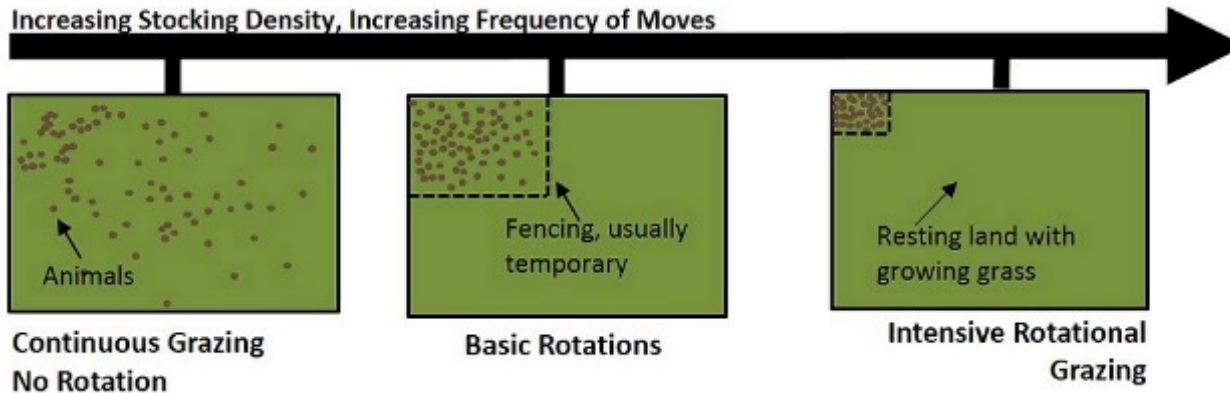 Increasing Stocking Density, Increasing Frequency of Moves
Animals
Continuous Grazing
No Rotation
Fencing, usually
temporary
Basic Rotations
Resting land with
growing grass
Intensive Rotational
Grazing